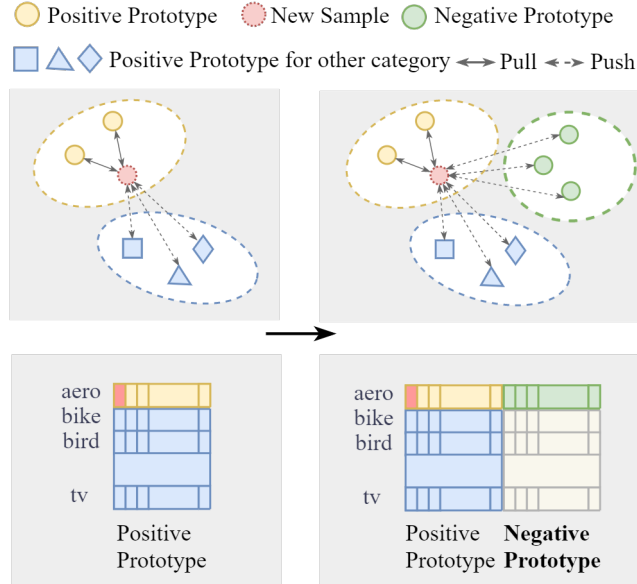 Positive Prototype New Sample Negative Prototype
Positive Prototype for other category Pull Push
aero
bike
bird
tv
Positive
Prototype
aero
bike
bird
tv
Positive
Prototype
Negative
Prototype